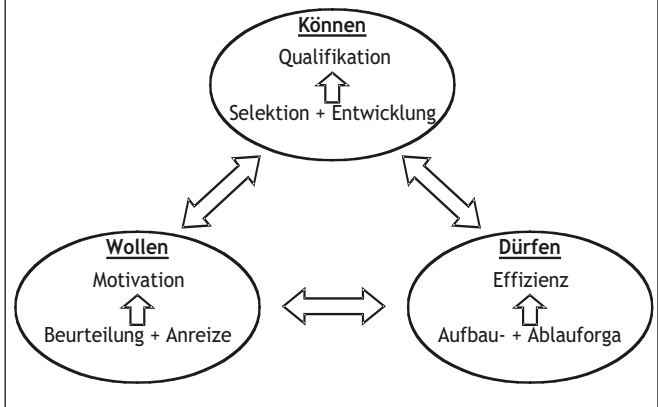 Können
Qualifikation
Selektion + Entwicklung
Wollen
Motivation
Beurteilung + Anreize
Dürfen
Effizienz
Aufbau- + Ablauforga